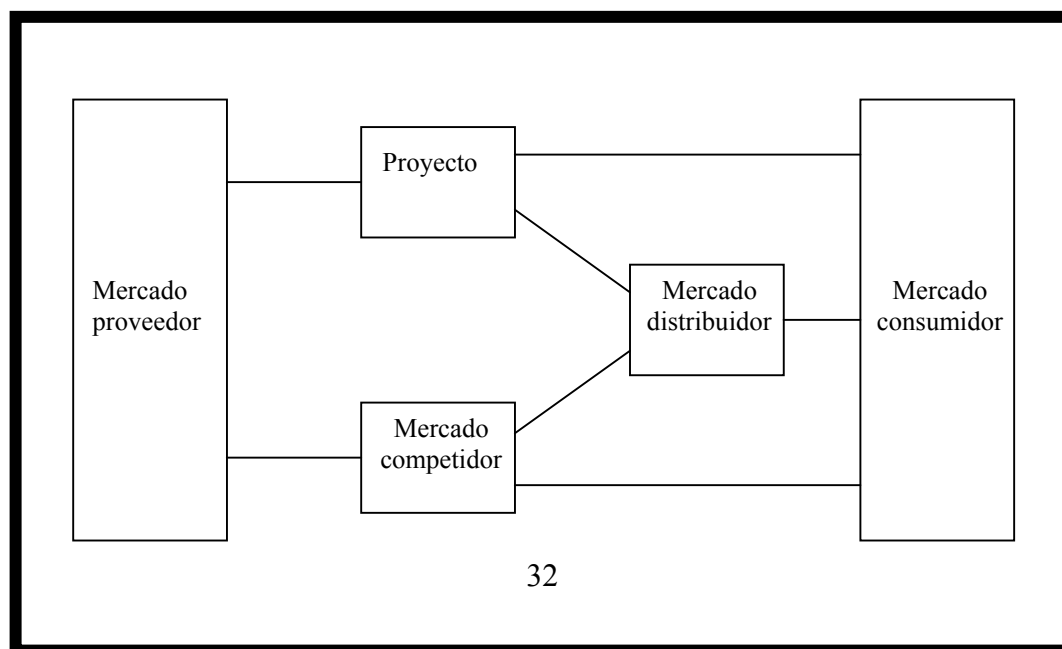 Proyecto
Mercado
proveedor
Mercado
distribuidor
Mercado
consumidor
Mercado
competidor
32